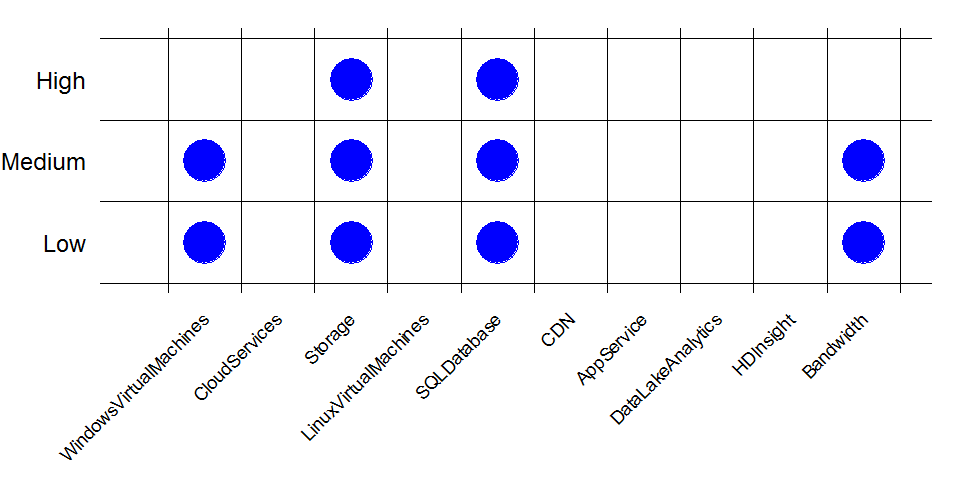 High
Medium
Low
WindowsVirtualMachines
CloudServices
Storage
LinuxVirtualMachines
SQLDatabase
CDN
AppService
DataLakeAnalytics
HDInsight
Bandwidth